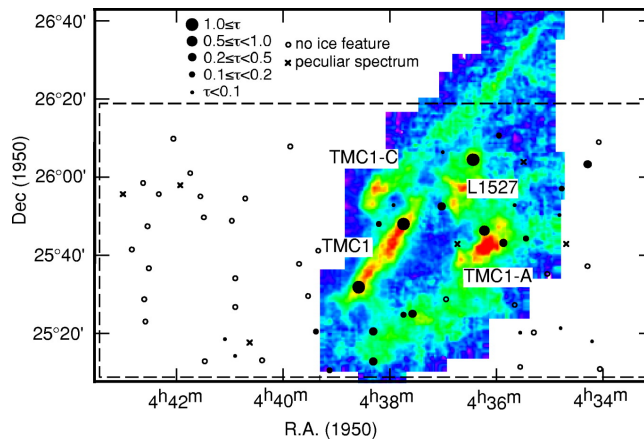 26°40'
26°20'
26°00'
25°40'
25°20'
Dec (1950)
1.0≤τ
0.5≤τ<1.0
0.2≤τ<0.5
0.1≤τ<0.2
τ<0.1
no ice feature
peculiar spectrum
TMC1-C
L1527
TMC1
TMC1-A
4ʰ42ᵐ
4ʰ40ᵐ
4ʰ38ᵐ
4ʰ36ᵐ
4ʰ34ᵐ
R.A. (1950)